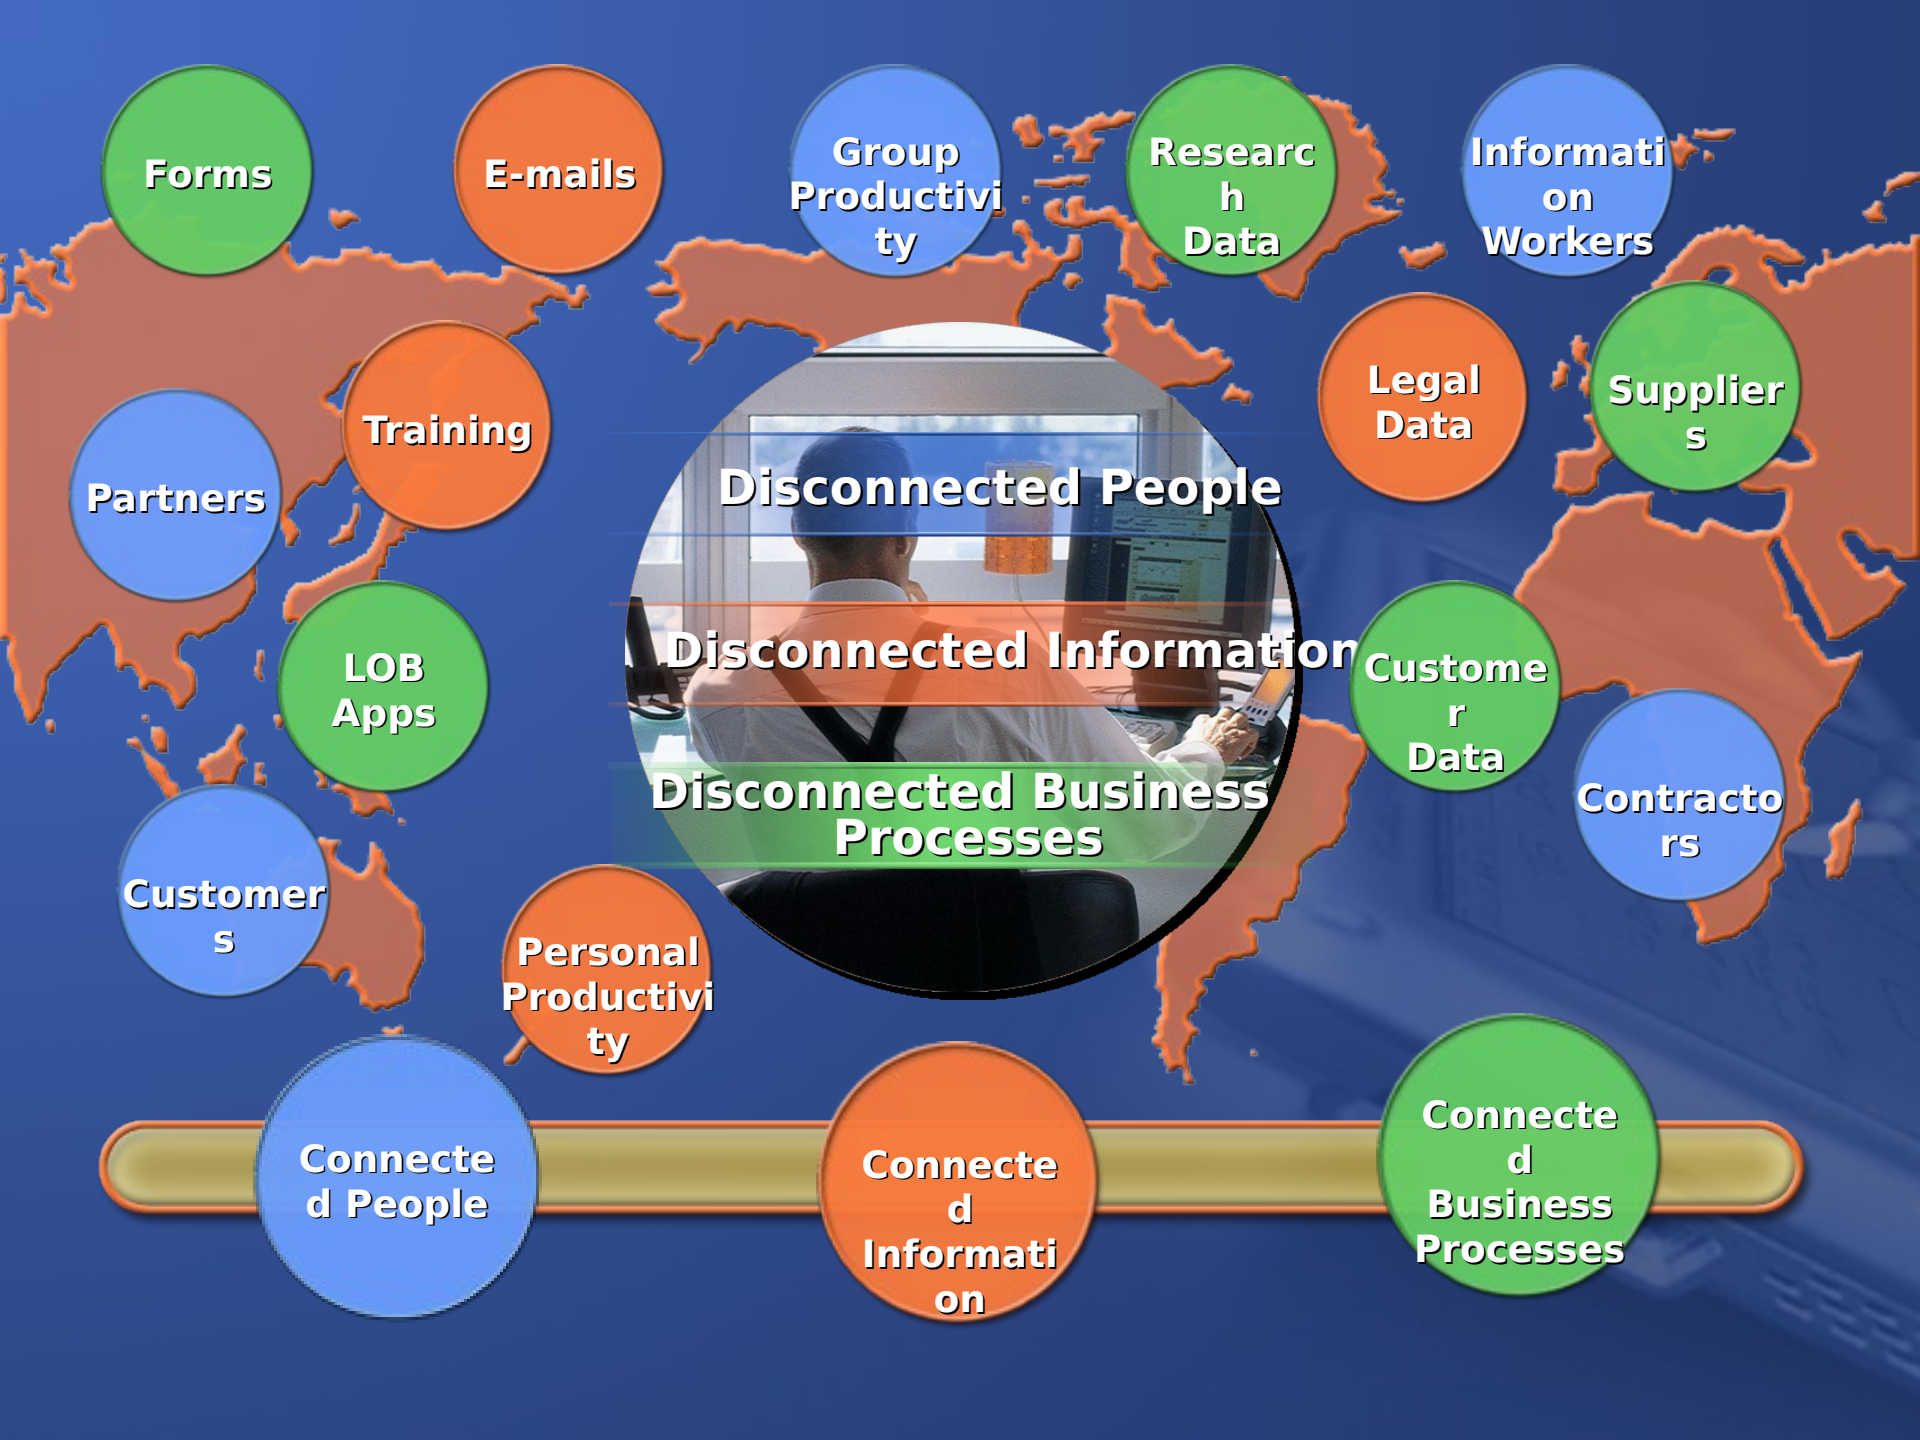 Forms
E-mails
Group
Productivi
ty
Researc
h
Data
Informati
on
Workers
Training
Legal
Data
Supplier
s
Partners
Disconnected People
LOB
Apps
Disconnected Information
Custome
r
Data
Disconnected Business
Processes
Contracto
rs
Customer
s
Personal
Productivi
ty
Connecte
d People
Connecte
d
Informati
on
Connecte
d
Business
Processes